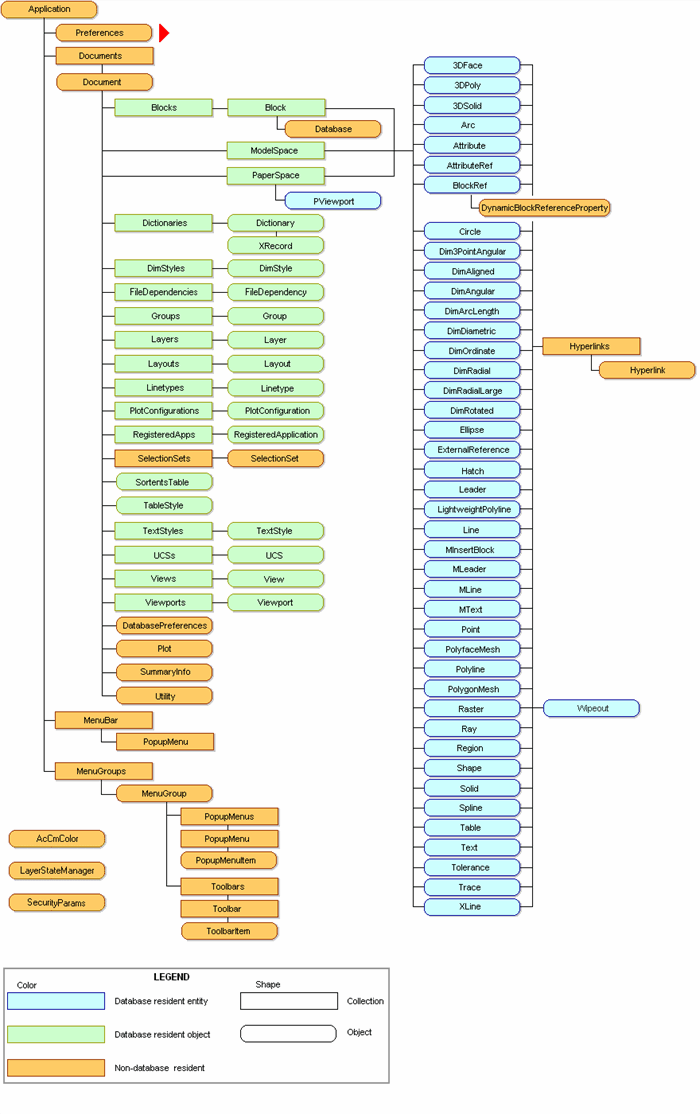 Application
Preferences
Documents
Document
Blocks
Block
Database
ModelSpace
PaperSpace
PViewport
Dictionaries
Dictionary
XRecord
DimStyles
DimStyle
FileDependencies
FileDependency
Groups
Group
Layers
Layer
Layouts
Layout
Linetypes
Linetype
PlotConfigurations
PlotConfiguration
RegisteredApps
RegisteredApplication
SelectionSets
SelectionSet
SortentsTable
TableStyle
TextStyles
TextStyle
UCSs
UCS
Views
View
Viewports
Viewport
DatabasePreferences
Plot
SummaryInfo
Utility
MenuBar
PopupMenu
MenuGroups
MenuGroup
PopupMenus
PopupMenu
PopupMenuItem
Toolbars
Toolbar
ToolbarItem
AcCmColor
LayerStateManager
SecurityParams
3DFace
3DPoly
3DSolid
Arc
Attribute
AttributeRef
BlockRef
DynamicBlockReferenceProperty
Circle
Dim3PointAngular
DimAligned
DimAngular
DimArcLength
DimDiametric
DimOrdinate
DimRadial
DimRadialLarge
DimRotated
Ellipse
ExternalReference
Hatch
Leader
LightweightPolyline
Line
MInsertBlock
MLeader
MLine
MText
Point
PolyfaceMesh
Polyline
PolygonMesh
Raster
Ray
Region
Shape
Solid
Spline
Table
Text
Tolerance
Trace
XLine
Hyperlinks
Hyperlink
Wipeout
LEGEND
Color
Shape
Database resident entity
Collection
Database resident object
Object
Non-database resident